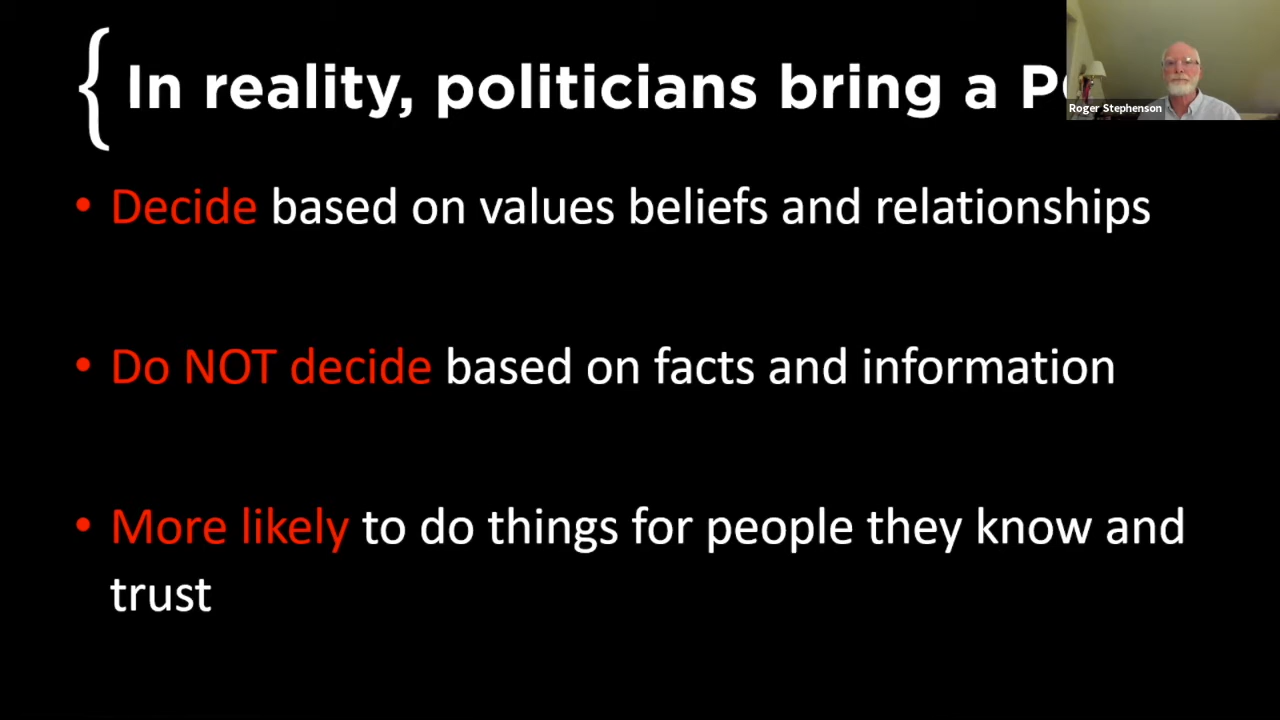 { In reality, politicians bring a
Roger Stephenson
• Decide based on values beliefs and relationships
• Do NOT decide based on facts and information
• More likely to do things for people they know and
trust